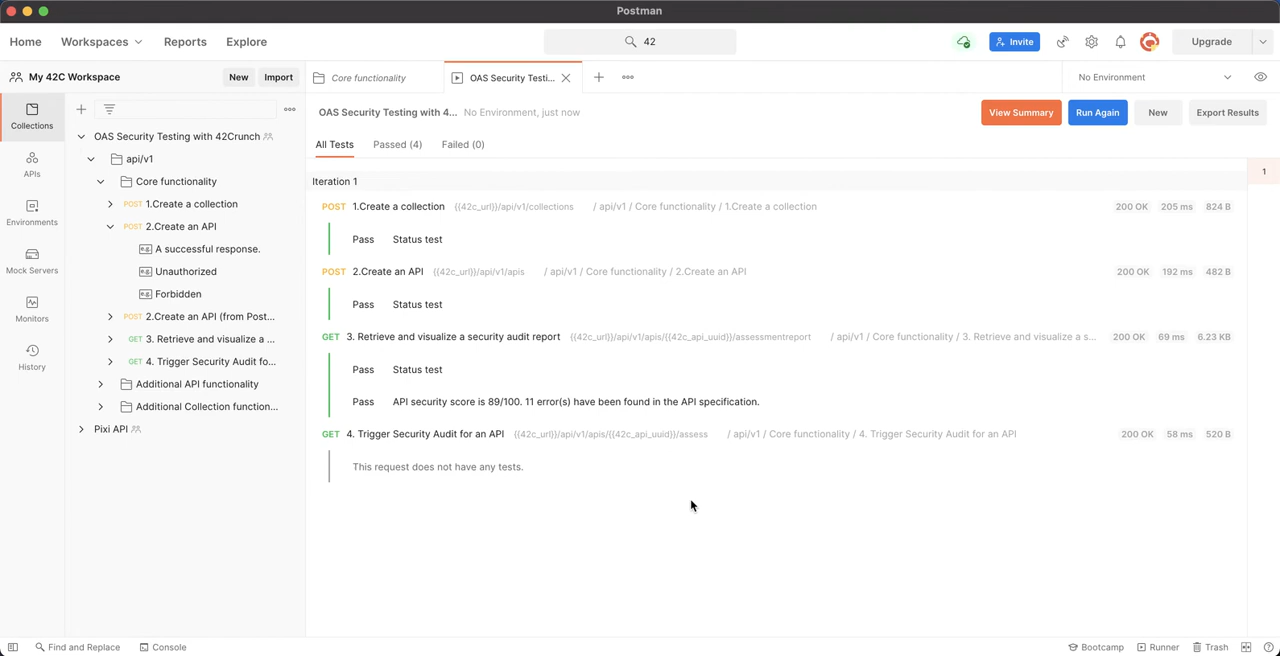 Postman
Home Workspaces Reports Explore 42 Invite Upgrade
My 42C Workspace New Import Core functionality OAS Security Testi... No Environment
Collections
APIs
Environments
Mock Servers
Monitors
History
OAS Security Testing with 42Crunch
api/v1
Core functionality
POST 1.Create a collection
POST 2.Create an API
e.g. A successful response.
e.g. Unauthorized
e.g. Forbidden
POST 2.Create an API (from Post...
GET 3. Retrieve and visualize a ...
GET 4. Trigger Security Audit fo...
Additional API functionality
Additional Collection function...
Pixi API
OAS Security Testing with 4... No Environment, just now View Summary Run Again New Export Results
All Tests Passed (4) Failed (0)
Iteration 1 1
POST 1.Create a collection {{42c_url}}/api/v1/collections / api/v1 / Core functionality / 1.Create a collection 200 OK 205 ms 824 B
Pass Status test
POST 2.Create an API {{42c_url}}/api/v1/apis / api/v1 / Core functionality / 2.Create an API 200 OK 192 ms 482 B
Pass Status test
GET 3. Retrieve and visualize a security audit report {{42c_url}}/api/v1/apis/{{42c_api_uuid}}/assessmentreport / api/v1 / Core functionality / 3. Retrieve and visualize a s... 200 OK 69 ms 6.23 KB
Pass Status test
Pass API security score is 89/100. 11 error(s) have been found in the API specification.
GET 4. Trigger Security Audit for an API {{42c_url}}/api/v1/apis/{{42c_api_uuid}}/assess / api/v1 / Core functionality / 4. Trigger Security Audit for an API 200 OK 58 ms 520 B
This request does not have any tests.
Find and Replace Console Bootcamp Runner Trash